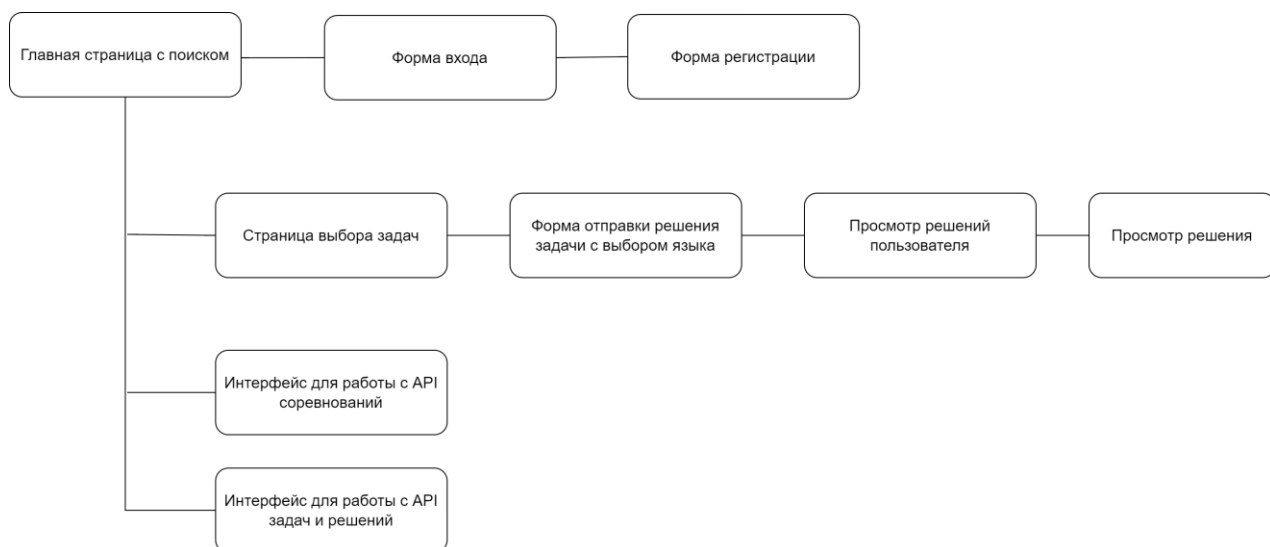 Главная страница с поиском
Форма входа
Форма регистрации
Страница выбора задач
Форма отправки решения
задачи с выбором языка
Просмотр решений
пользователя
Просмотр решения
Интерфейс для работы с API
соревнований
Интерфейс для работы с API
задач и решений